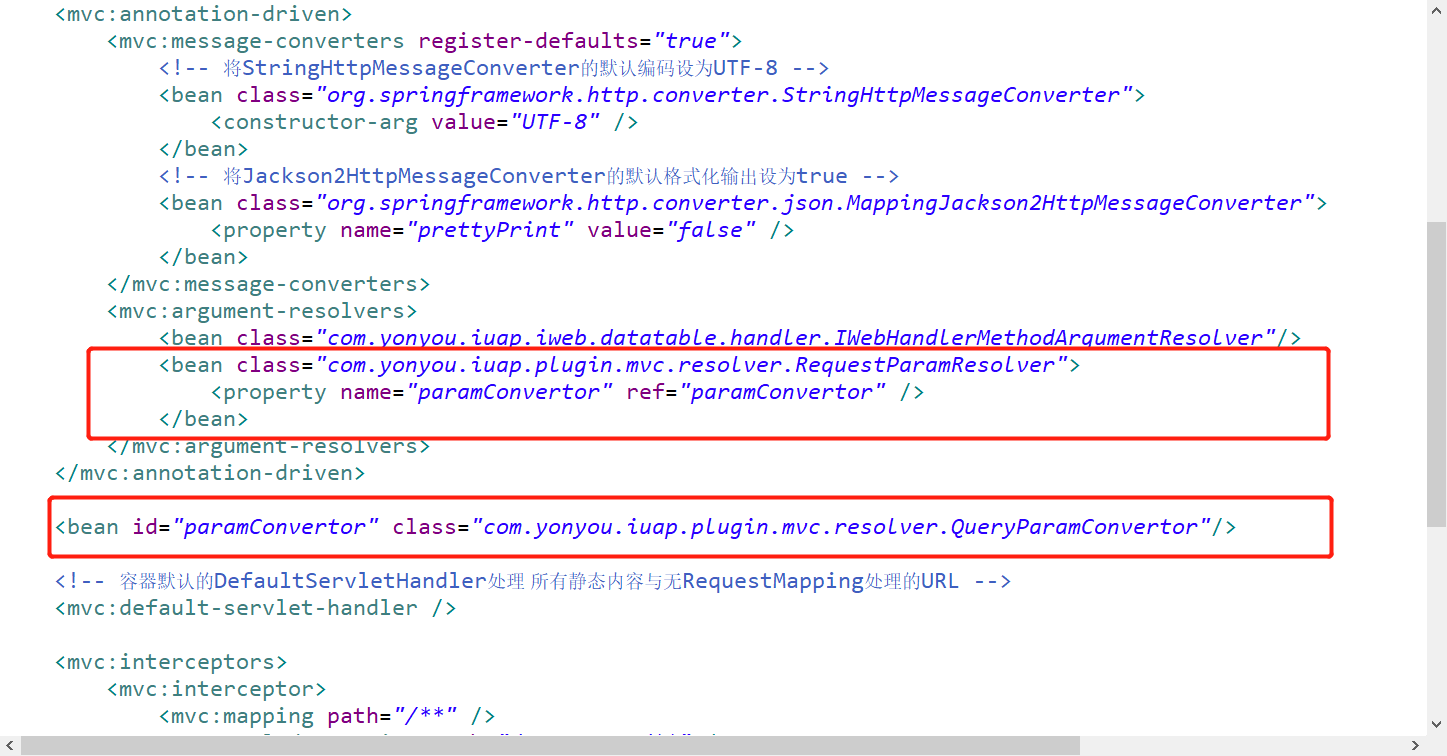 <mvc:annotation-driven>
<mvc:message-converters register-defaults="true">
<!-- 将StringHttpMessageConverter的默认编码设为UTF-8 -->
<bean class="org.springframework.http.converter.StringHttpMessageConverter">
<constructor-arg value="UTF-8" />
</bean>
<!-- 将Jackson2HttpMessageConverter的默认格式化输出设为true -->
<bean class="org.springframework.http.converter.json.MappingJackson2HttpMessageConverter">
<property name="prettyPrint" value="false" />
</bean>
</mvc:message-converters>
<mvc:argument-resolvers>
<bean class="com.yonyou.iuap.iweb.datatable.handler.IWebHandlerMethodArgumentResolver"/>
<bean class="com.yonyou.iuap.plugin.mvc.resolver.RequestParamResolver">
<property name="paramConvertor" ref="paramConvertor" />
</bean>
</mvc:argument-resolvers>
</mvc:annotation-driven>
<bean id="paramConvertor" class="com.yonyou.iuap.plugin.mvc.resolver.QueryParamConvertor"/>
<!-- 容器默认的DefaultServletHandler处理 所有静态内容与无RequestMapping处理的URL -->
<mvc:default-servlet-handler />
<mvc:interceptors>
<mvc:interceptor>
<mvc:mapping path="/**" />